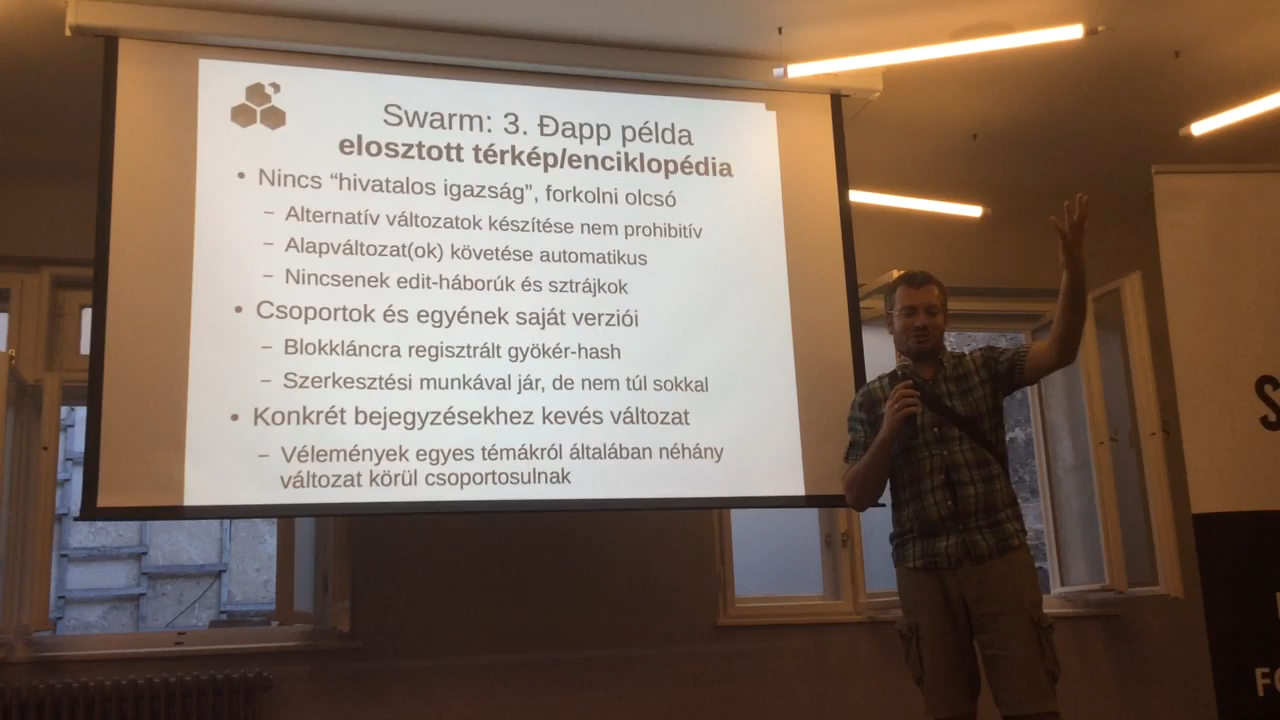 Swarm: 3. Đapp példa
elosztott térkép/enciklopédia
• Nincs “hivatalos igazság”, forkolni olcsó
– Alternatív változatok készítése nem prohibitív
– Alapváltozat(ok) követése automatikus
– Nincsenek edit-háborúk és sztrájkok
• Csoportok és egyének saját verziói
– Blokkláncra regisztrált gyökér-hash
– Szerkesztési munkával jár, de nem túl sokkal
• Konkrét bejegyzésekhez kevés változat
– Vélemények egyes témákról általában néhány
változat körül csoportosulnak